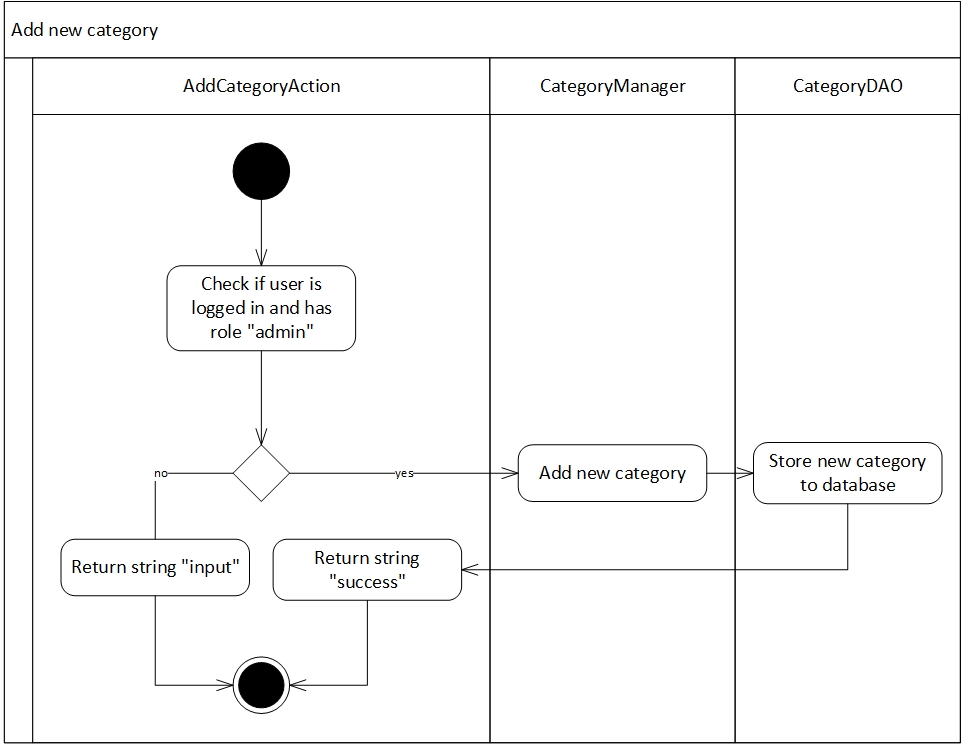 Add new category
AddCategoryAction
CategoryManager
CategoryDAO
Check if user is
logged in and has
role "admin"
no
yes
Add new category
Store new category
to database
Return string "input"
Return string
"success"